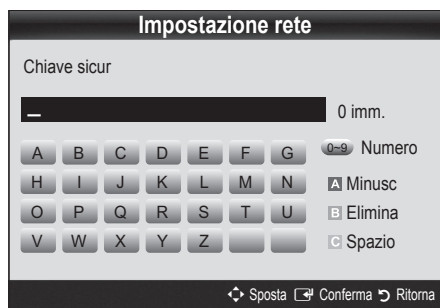 Impostazione rete
Chiave sicur
_ 0 imm.
A B C D E F G 0~9 Numero
H I J K L M N A Minusc
O P Q R S T U B Elimina
V W X Y Z C Spazio
Sposta Conferma Ritorna